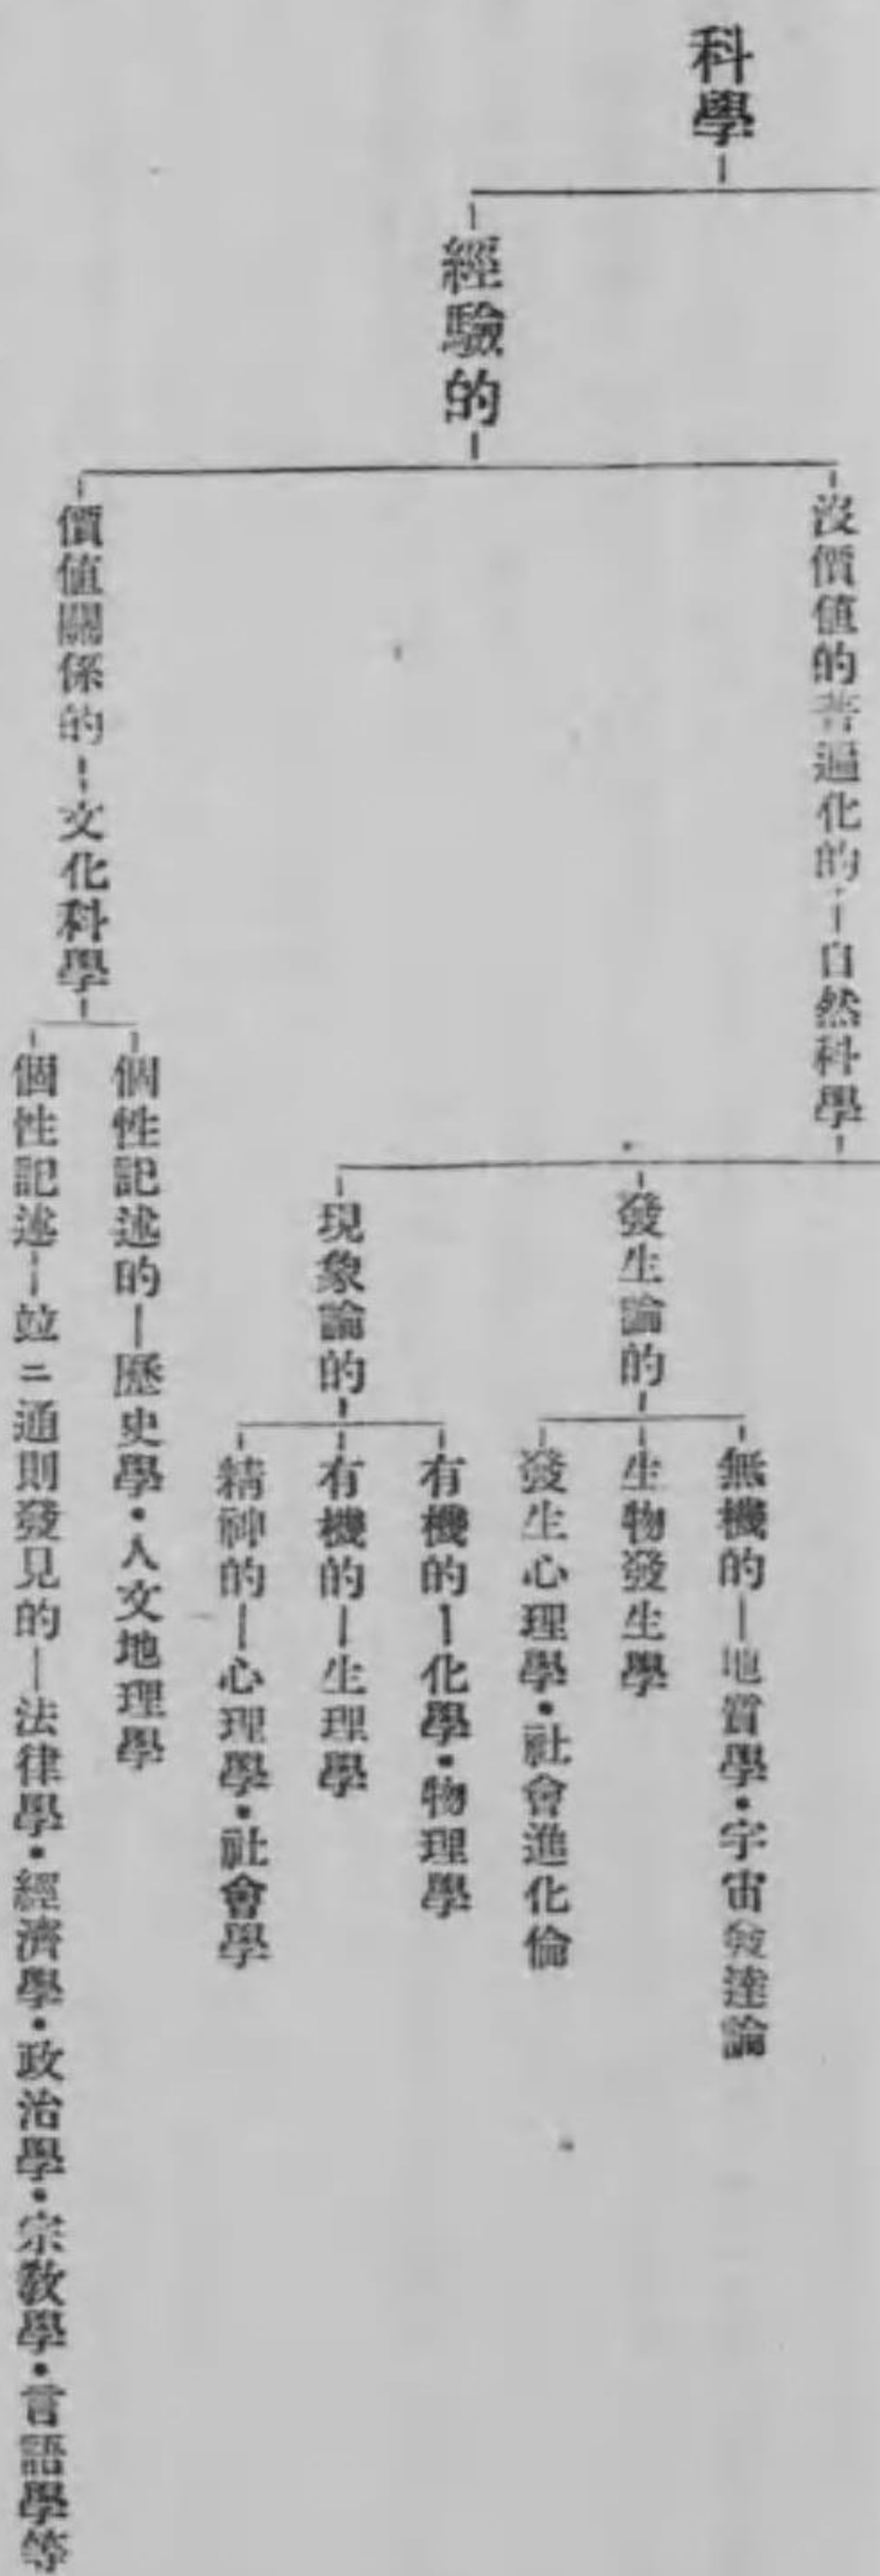 科學
經驗的
沒價値的普遍化的―自然科學
發生論的
無機的―地質學・宇宙發達論
生物發生學
發生心理學・社會進化倫
現象論的
有機的―化學・物理學
有機的―生理學
精神的―心理學・社會學
價値關係的―文化科學
個性記述的―歷史學・人文地理學
個性記述―竝ニ通則發見的―法律學・經濟學・政治學・宗敎學・言語學等